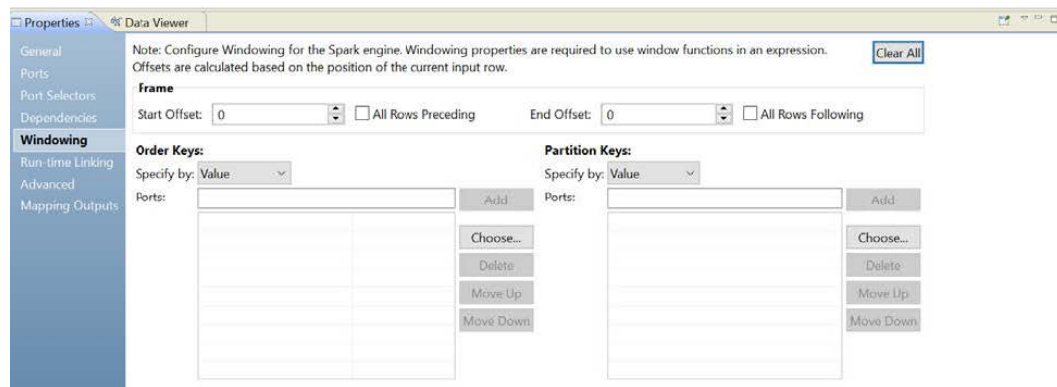 Properties Data Viewer
General
Ports
Port Selectors
Dependencies
Windowing
Run-time Linking
Advanced
Mapping Outputs
Note: Configure Windowing for the Spark engine. Windowing properties are required to use window functions in an expression.
Offsets are calculated based on the position of the current input row.
Clear All
Frame
Start Offset: 0 All Rows Preceding End Offset: 0 All Rows Following
Order Keys:
Specify by: Value
Ports: Add
Choose...
Delete
Move Up
Move Down
Partition Keys:
Specify by: Value
Ports: Add
Choose...
Delete
Move Up
Move Down